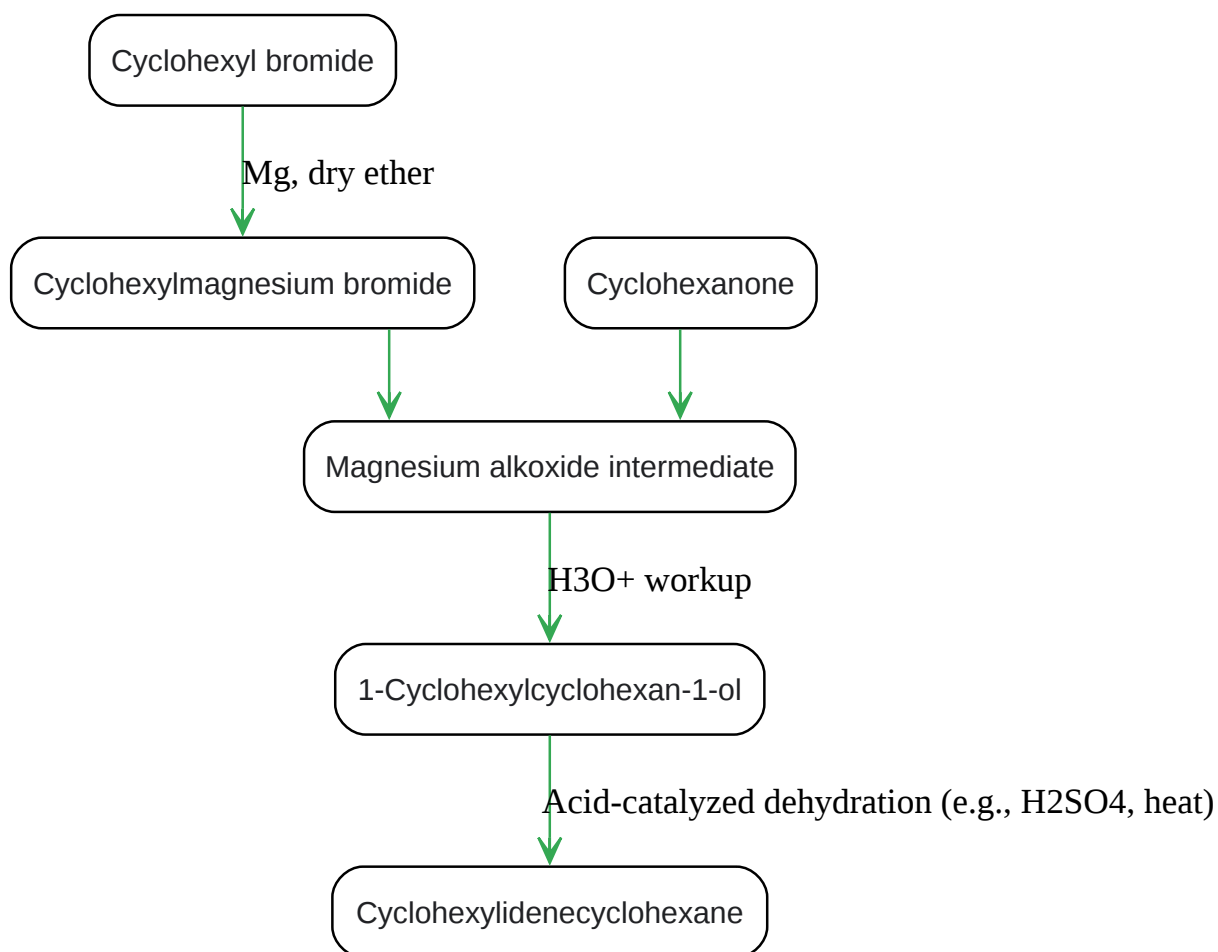 Cyclohexyl bromide
Mg, dry ether
Cyclohexylmagnesium bromide
Cyclohexanone
Magnesium alkoxide intermediate
H3O+ workup
1-Cyclohexylcyclohexan-1-ol
Acid-catalyzed dehydration (e.g., H2SO4, heat)
Cyclohexylidenecyclohexane